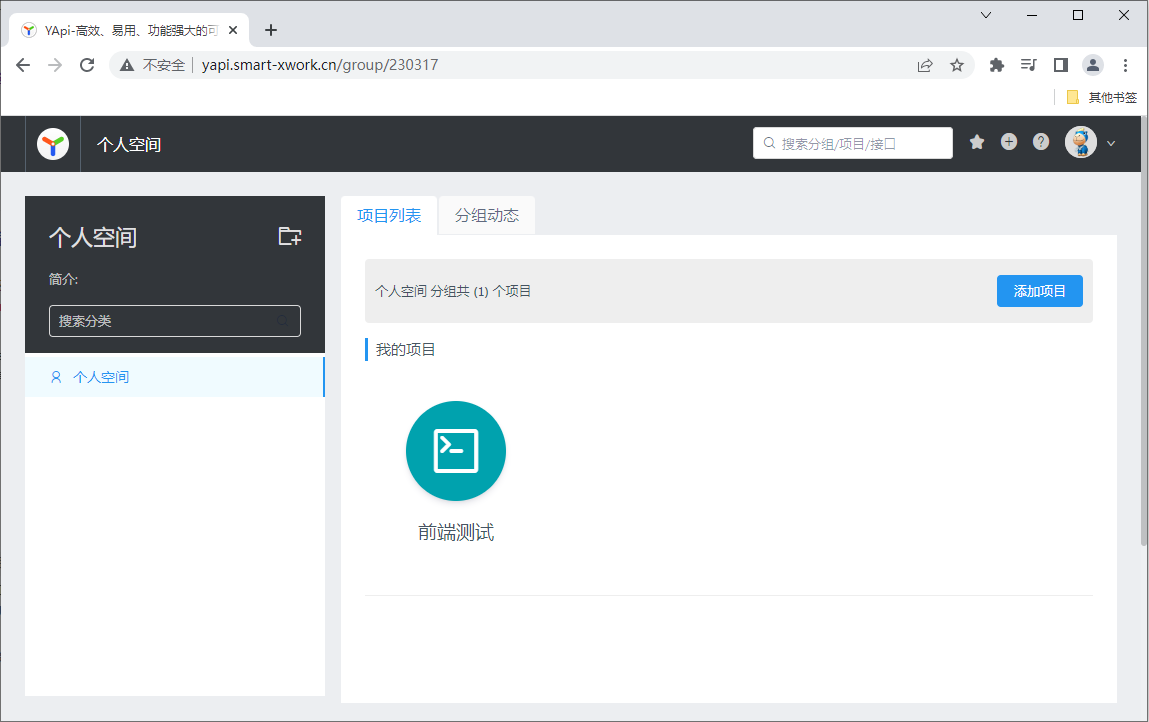 YApi-高效、易用、功能强大的可
不安全 yapi.smart-xwork.cn/group/230317
其他书签
个人空间
搜索分组/项目/接口
个人空间
简介:
搜索分类
个人空间
项目列表
分组动态
个人空间 分组共 (1) 个项目
添加项目
我的项目
前端测试